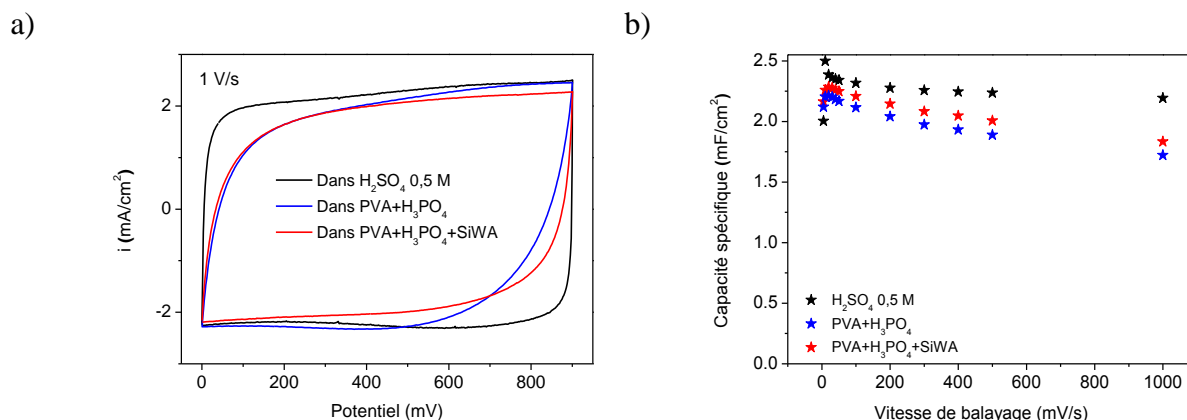 a)
1 V/s
i (mA/cm²)
2
0
-2
Dans H₂SO₄ 0,5 M
Dans PVA+H₃PO₄
Dans PVA+H₃PO₄+SiWA
0 200 400 600 800
Potentiel (mV)
b)
Capacité spécifique (mF/cm²)
2.5
2.0
1.5
1.0
0.5
0.0
H₂SO₄ 0,5 M
PVA+H₃PO₄
PVA+H₃PO₄+SiWA
0 200 400 600 800 1000
Vitesse de balayage (mV/s)